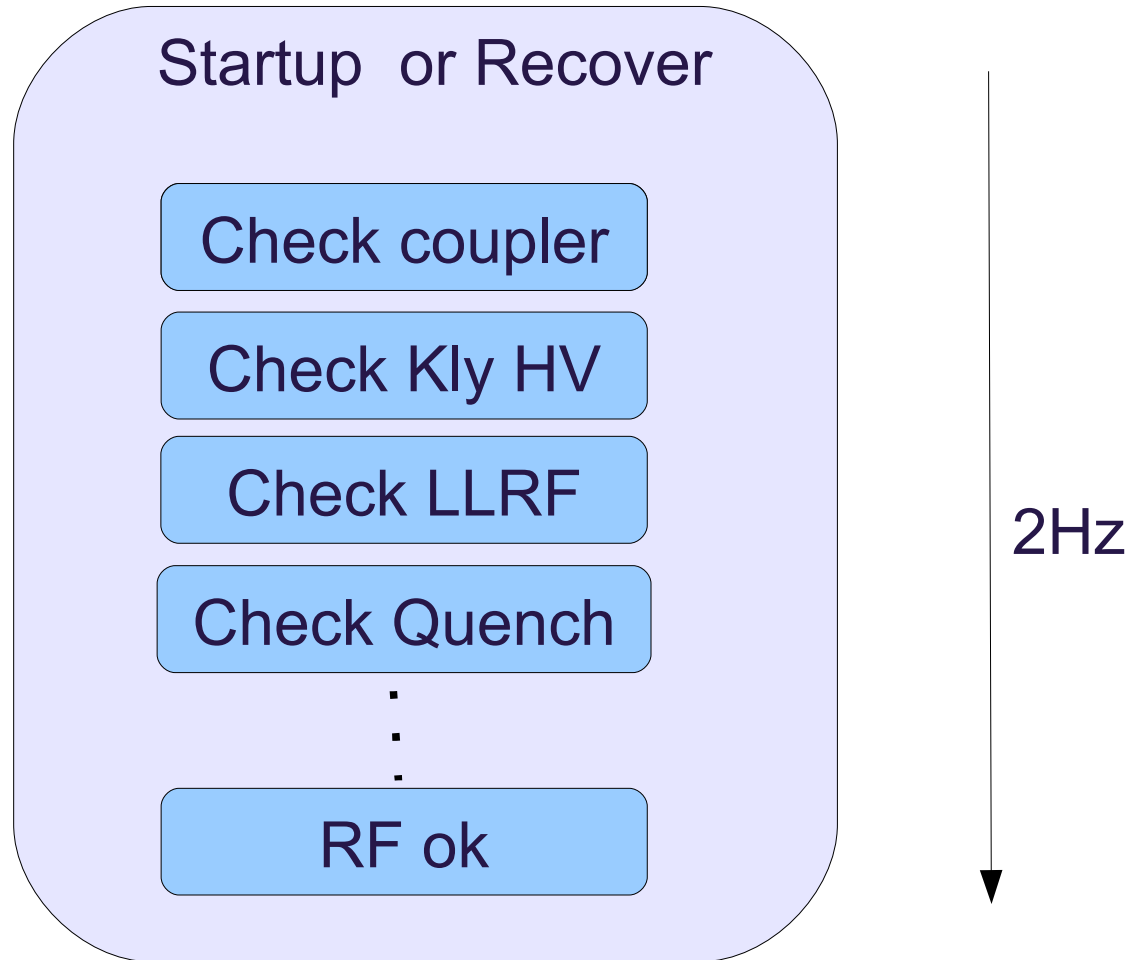 Startup or Recover
Check coupler
Check Kly HV
Check LLRF
2Hz
Check Quench
RF ok